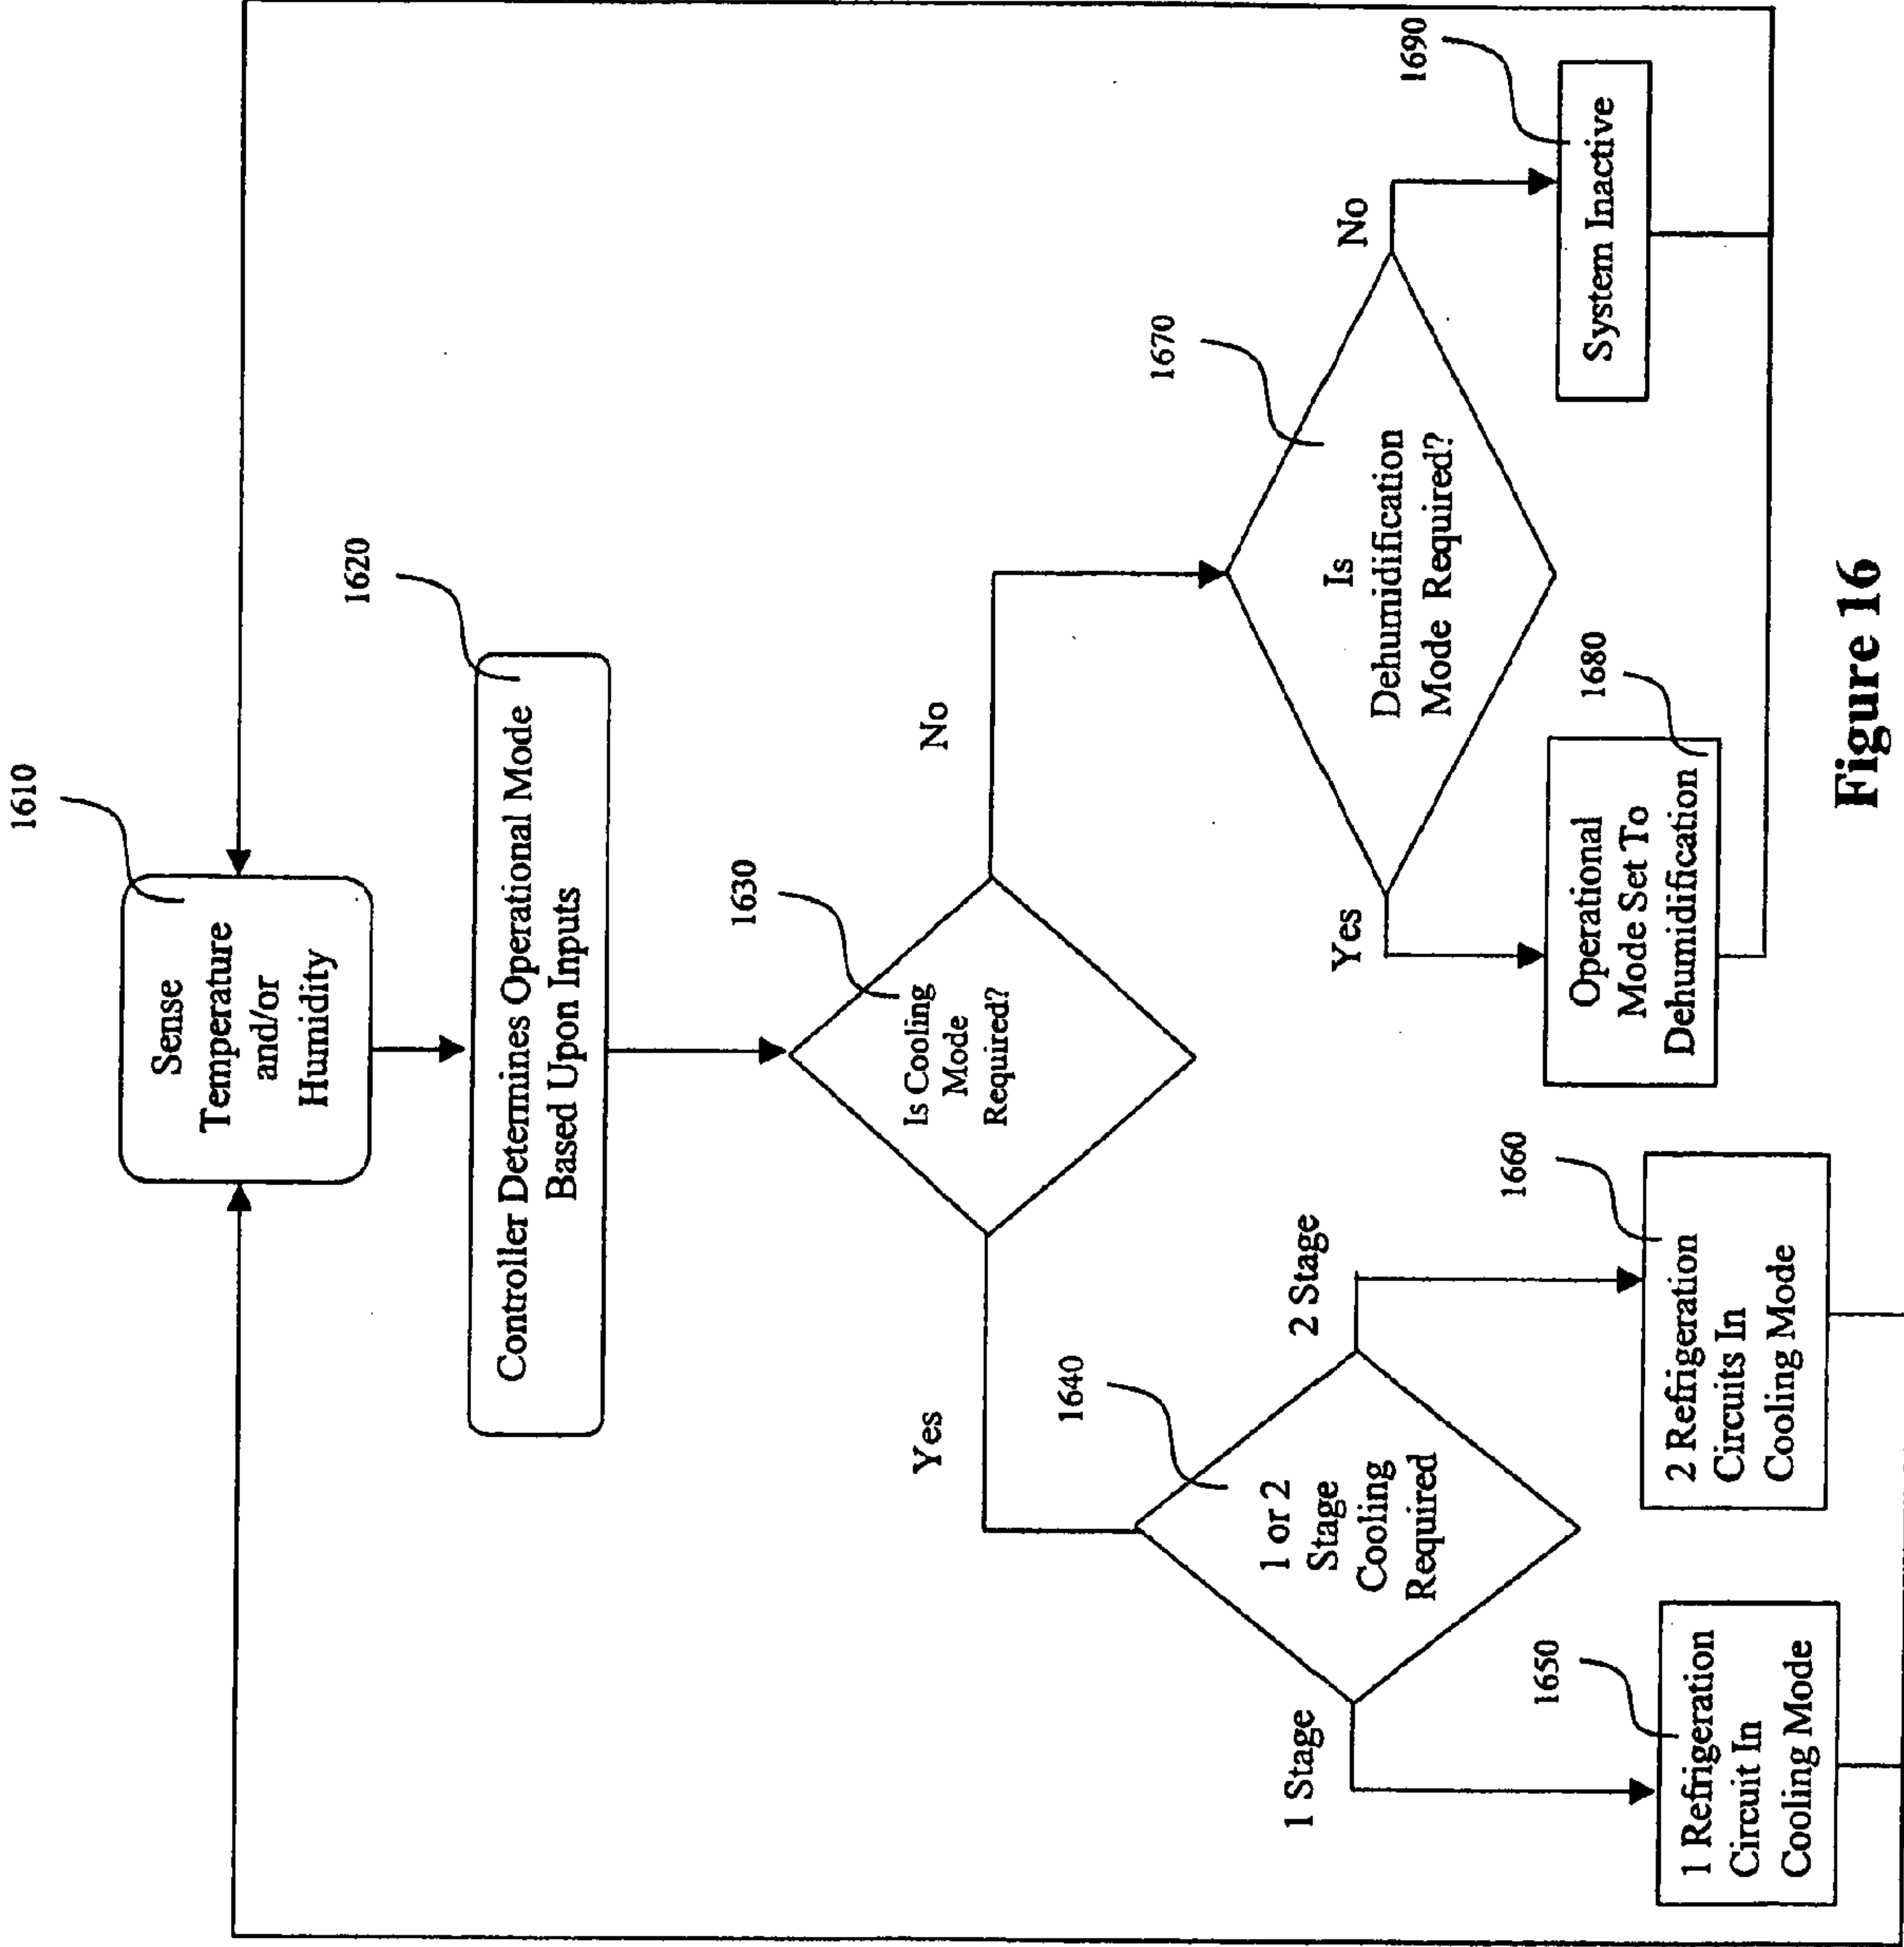 1610
Sense
Temperature
and/or
Humidity
1620
Controller Determines Operational Mode
Based Upon Inputs
1630
Is Cooling
Mode
Required?
Yes
No
1640
1 or 2
Stage
Cooling
Required
1 Stage
2 Stage
1650
1 Refrigeration
Circuit In
Cooling Mode
1660
2 Refrigeration
Circuits In
Cooling Mode
1670
Is
Dehumidification
Mode Required?
Yes
No
1680
Operational
Mode Set To
Dehumidification
1690
System Inactive
Figure 16